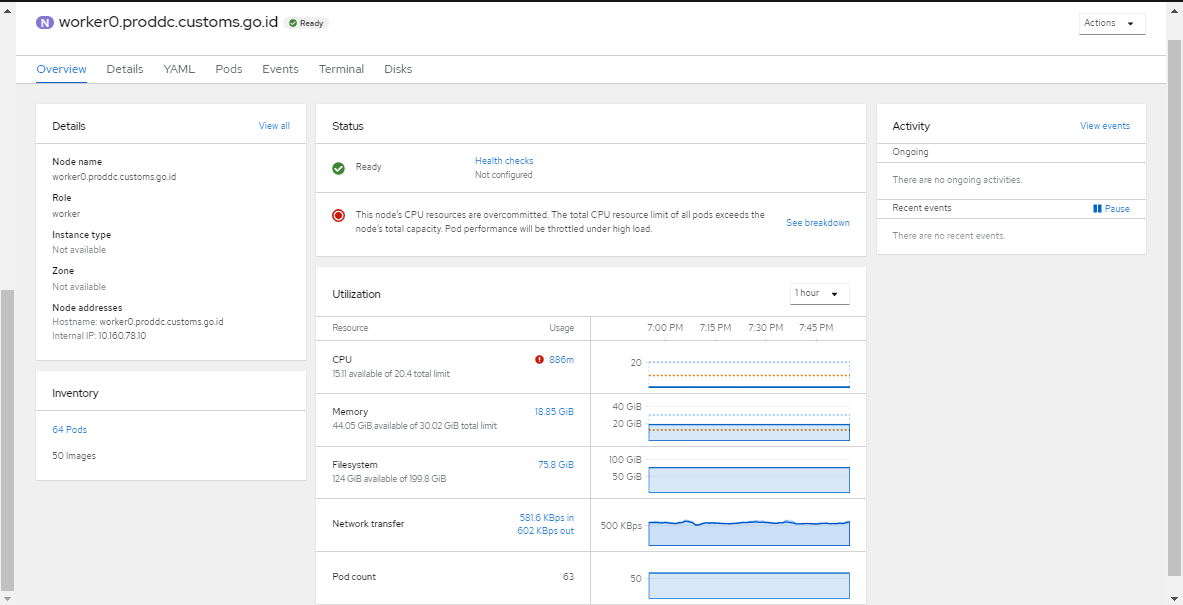 N worker0.proddc.customs.go.id Ready
Actions
Overview Details YAML Pods Events Terminal Disks
Details View all
Node name
worker0.proddc.customs.go.id
Role
worker
Instance type
Not available
Zone
Not available
Node addresses
Hostname: worker0.proddc.customs.go.id
Internal IP: 10.160.78.10
Inventory
64 Pods
50 Images
Status
Ready
Health checks
Not configured
This node's CPU resources are overcommitted. The total CPU resource limit of all pods exceeds the
node's total capacity. Pod performance will be throttled under high load.
See breakdown
Utilization 1 hour
Resource Usage 7:00 PM 7:15 PM 7:30 PM 7:45 PM
CPU 886m
15.11 available of 20.4 total limit
20
Memory 18.85 GiB
44.05 GiB available of 30.02 GiB total limit
40 GiB
20 GiB
Filesystem 75.8 GiB
124 GiB available of 199.8 GiB
100 GiB
50 GiB
Network transfer
581.6 KBps in
602 KBps out
500 KBps
Pod count 63
50
Activity View events
Ongoing
There are no ongoing activities.
Recent events Pause
There are no recent events.